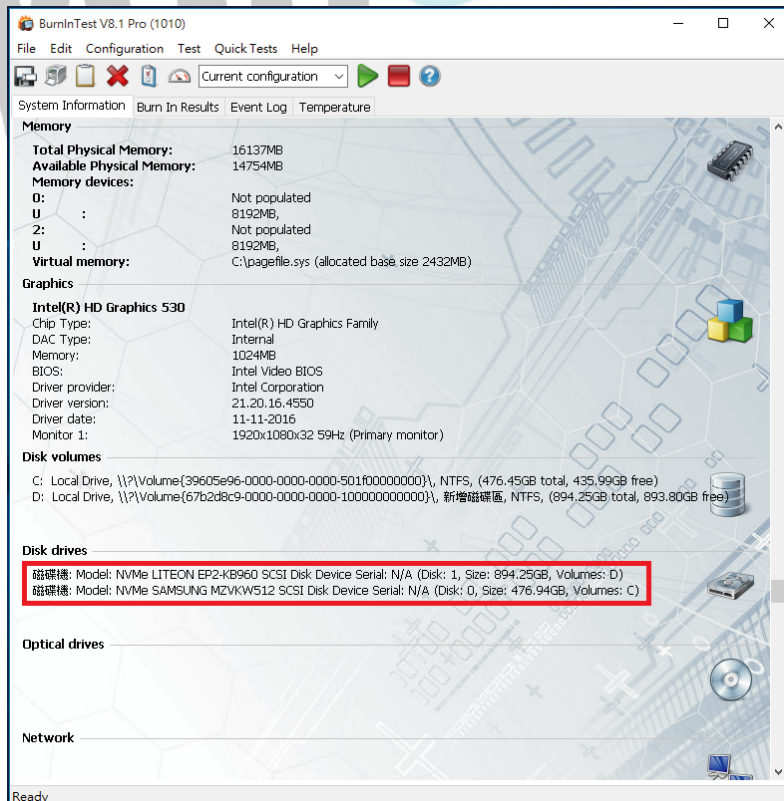 BurnInTest V8.1 Pro (1010)
File Edit Configuration Test Quick Tests Help
Current configuration
System Information Burn In Results Event Log Temperature
Memory
Total Physical Memory: 16137MB
Available Physical Memory: 14754MB
Memory devices:
0: Not populated
U : 8192MB,
2: Not populated
U : 8192MB,
Virtual memory: C:\pagefile.sys (allocated base size 2432MB)
Graphics
Intel(R) HD Graphics 530
Chip Type: Intel(R) HD Graphics Family
DAC Type: Internal
Memory: 1024MB
BIOS: Intel Video BIOS
Driver provider: Intel Corporation
Driver version: 21.20.16.4550
Driver date: 11-11-2016
Monitor 1: 1920x1080x32 59Hz (Primary monitor)
Disk volumes
C: Local Drive, \\?\Volume{39605e96-0000-0000-0000-501f00000000}\, NTFS, (476.45GB total, 435.99GB free)
D: Local Drive, \\?\Volume{67b2d8c9-0000-0000-0000-100000000000}\, 新增磁碟區, NTFS, (894.25GB total, 893.80GB free)
Disk drives
磁碟機: Model: NVMe LITEON EP2-KB960 SCSI Disk Device Serial: N/A (Disk: 1, Size: 894.25GB, Volumes: D)
磁碟機: Model: NVMe SAMSUNG MZVKW512 SCSI Disk Device Serial: N/A (Disk: 0, Size: 476.94GB, Volumes: C)
Optical drives
Network
Ready